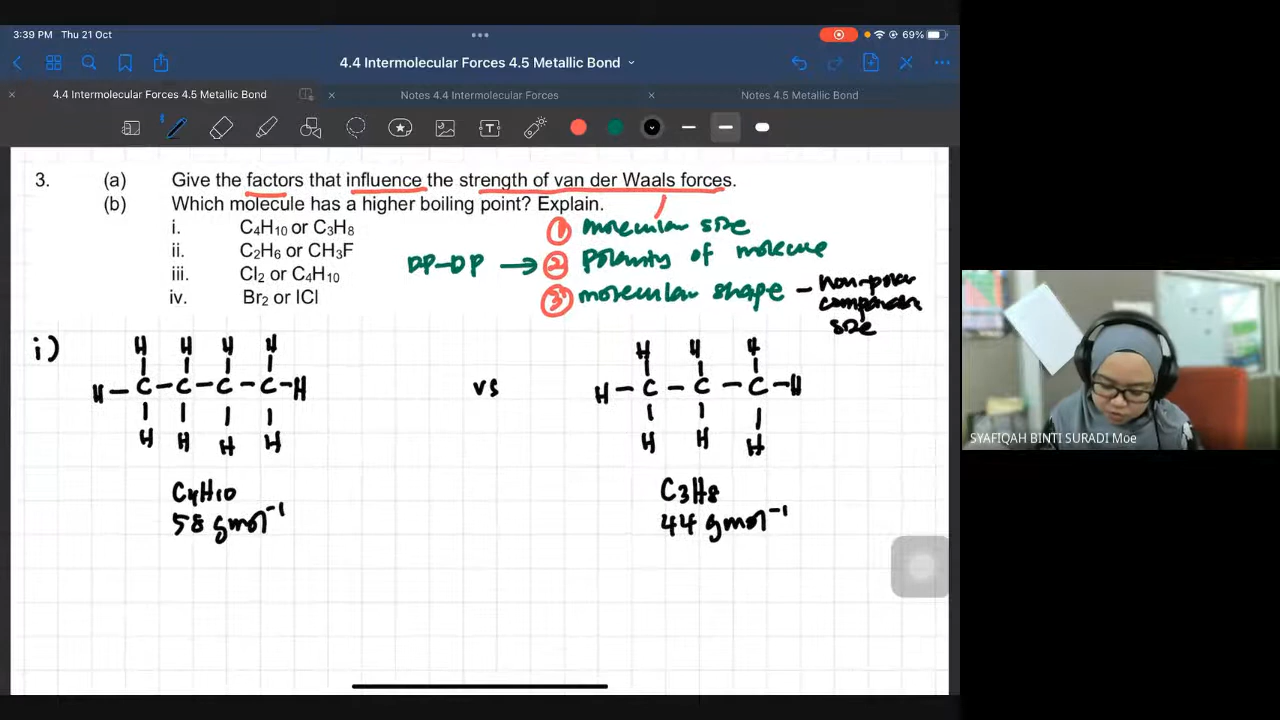 3:39 PM Thu 21 Oct
69%
4.4 Intermolecular Forces 4.5 Metallic Bond
4.4 Intermolecular Forces 4.5 Metallic Bond
Notes 4.4 Intermolecular Forces
Notes 4.5 Metallic Bond
3. (a) Give the factors that influence the strength of van der Waals forces.
(b) Which molecule has a higher boiling point? Explain.
i. C₄H₁₀ or C₃H₈
ii. C₂H₆ or CH₃F
iii. Cl₂ or C₄H₁₀
iv. Br₂ or ICl
① molecular size
DP-DP → ② Polarity of molecule
③ molecular shape - non-polar
comparable
size
i)
H H H H
H-C-C-C-C-H
H H H H
C4H10
58 gmol⁻¹
vs
H H H
H-C-C-C-H
H H H
C3H8
44 gmol⁻¹
SYAFIQAH BINTI SURADI Moe